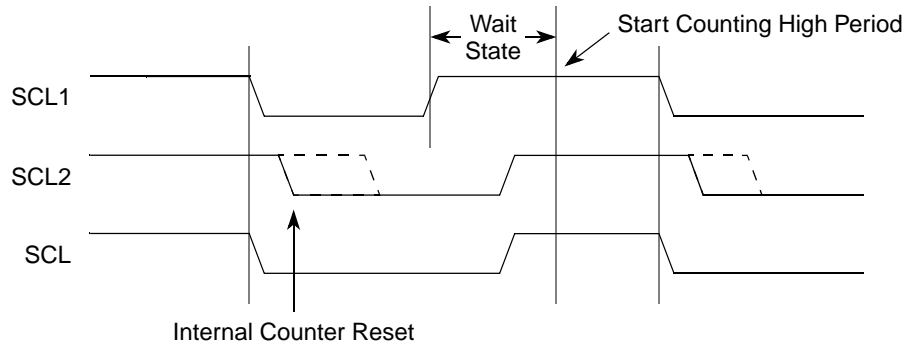 Wait
State
Start Counting High Period
SCL1
SCL2
SCL
Internal Counter Reset